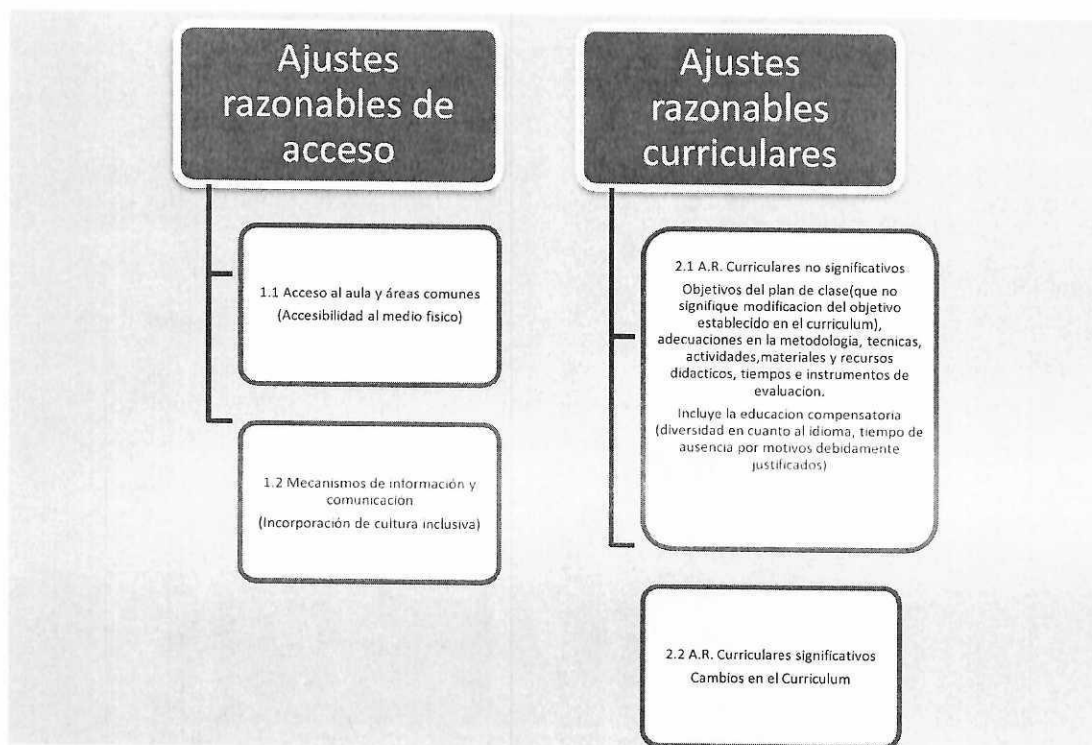 Ajustes
razonables de
acceso
1.1 Acceso al aula y áreas comunes
(Accesibilidad al medio fisico)
1.2 Mecanismos de información y
comunicacion
(Incorporación de cultura inclusiva)
Ajustes
razonables
curriculares
2.1 A.R. Curriculares no significativos
Objetivos del plan de clase(que no
signifique modificacion del objetivo
establecido en el curriculum),
adecuaciones en la metodologia, tecnicas,
actividades,materiales y recursos
didacticos, tiempos e instrumentos de
evaluacion.
Incluye la educacion compensatoria
(diversidad en cuanto al idioma, tiempo de
ausencia por motivos debidamente
justificados)
2.2 A.R. Curriculares significativos
Cambios en el Curriculum